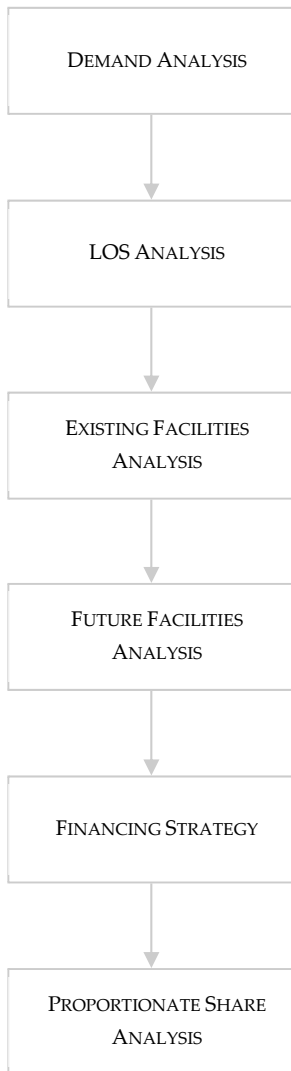 DEMAND ANALYSIS
LOS ANALYSIS
EXISTING FACILITIES
ANALYSIS
FUTURE FACILITIES
ANALYSIS
FINANCING STRATEGY
PROPORTIONATE SHARE
ANALYSIS